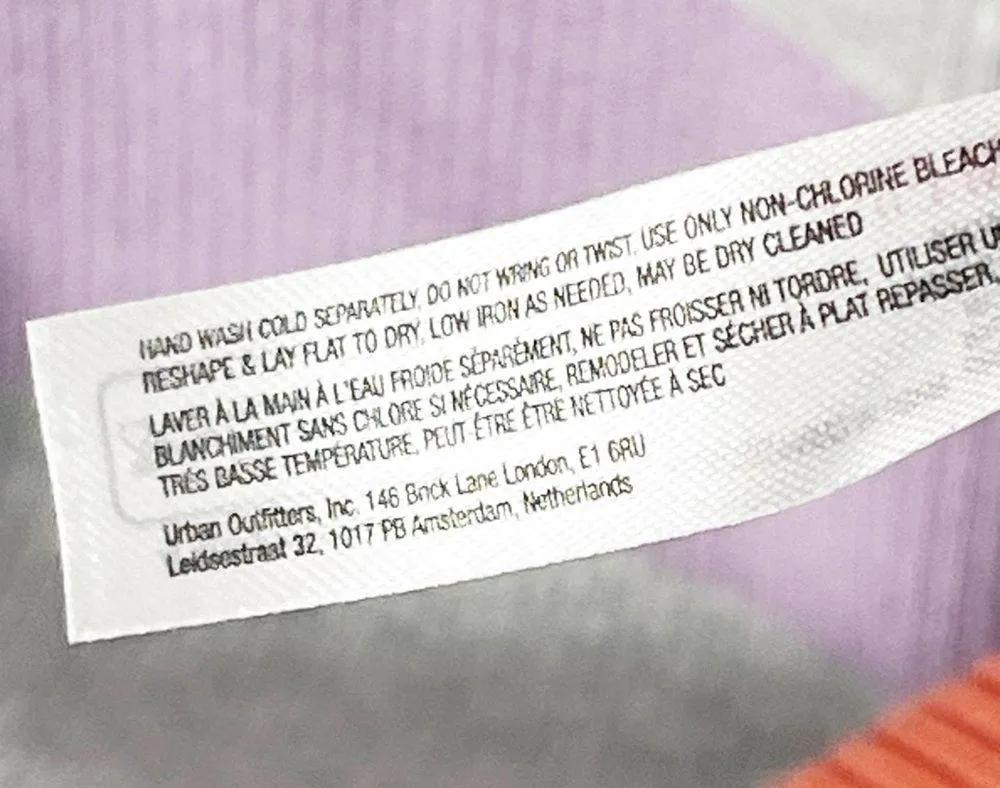 HAND WASH COLD SEPARATELY, DO NOT WRING OR TWIST, USE ONLY NON-CHLORINE BLEACH
RESHAPE & LAY FLAT TO DRY, LOW IRON AS NEEDED, MAY BE DRY CLEANED
LAVER À LA MAIN À L'EAU FROIDE SÉPARÉMENT, NE PAS FROISSER NI TORDRE, UTILISER
BLANCHIMENT SANS CHLORE SI NÉCESSAIRE, REMODELER ET SÉCHER À PLAT REPASSER,
TRÈS BASSE TEMPÉRATURE, PEUT-ÊTRE ÊTRE NETTOYÉE À SEC
Urban Outfitters, Inc. 146 Brick Lane London, E1 6RU
Leidsestraat 32, 1017 PB Amsterdam, Netherlands